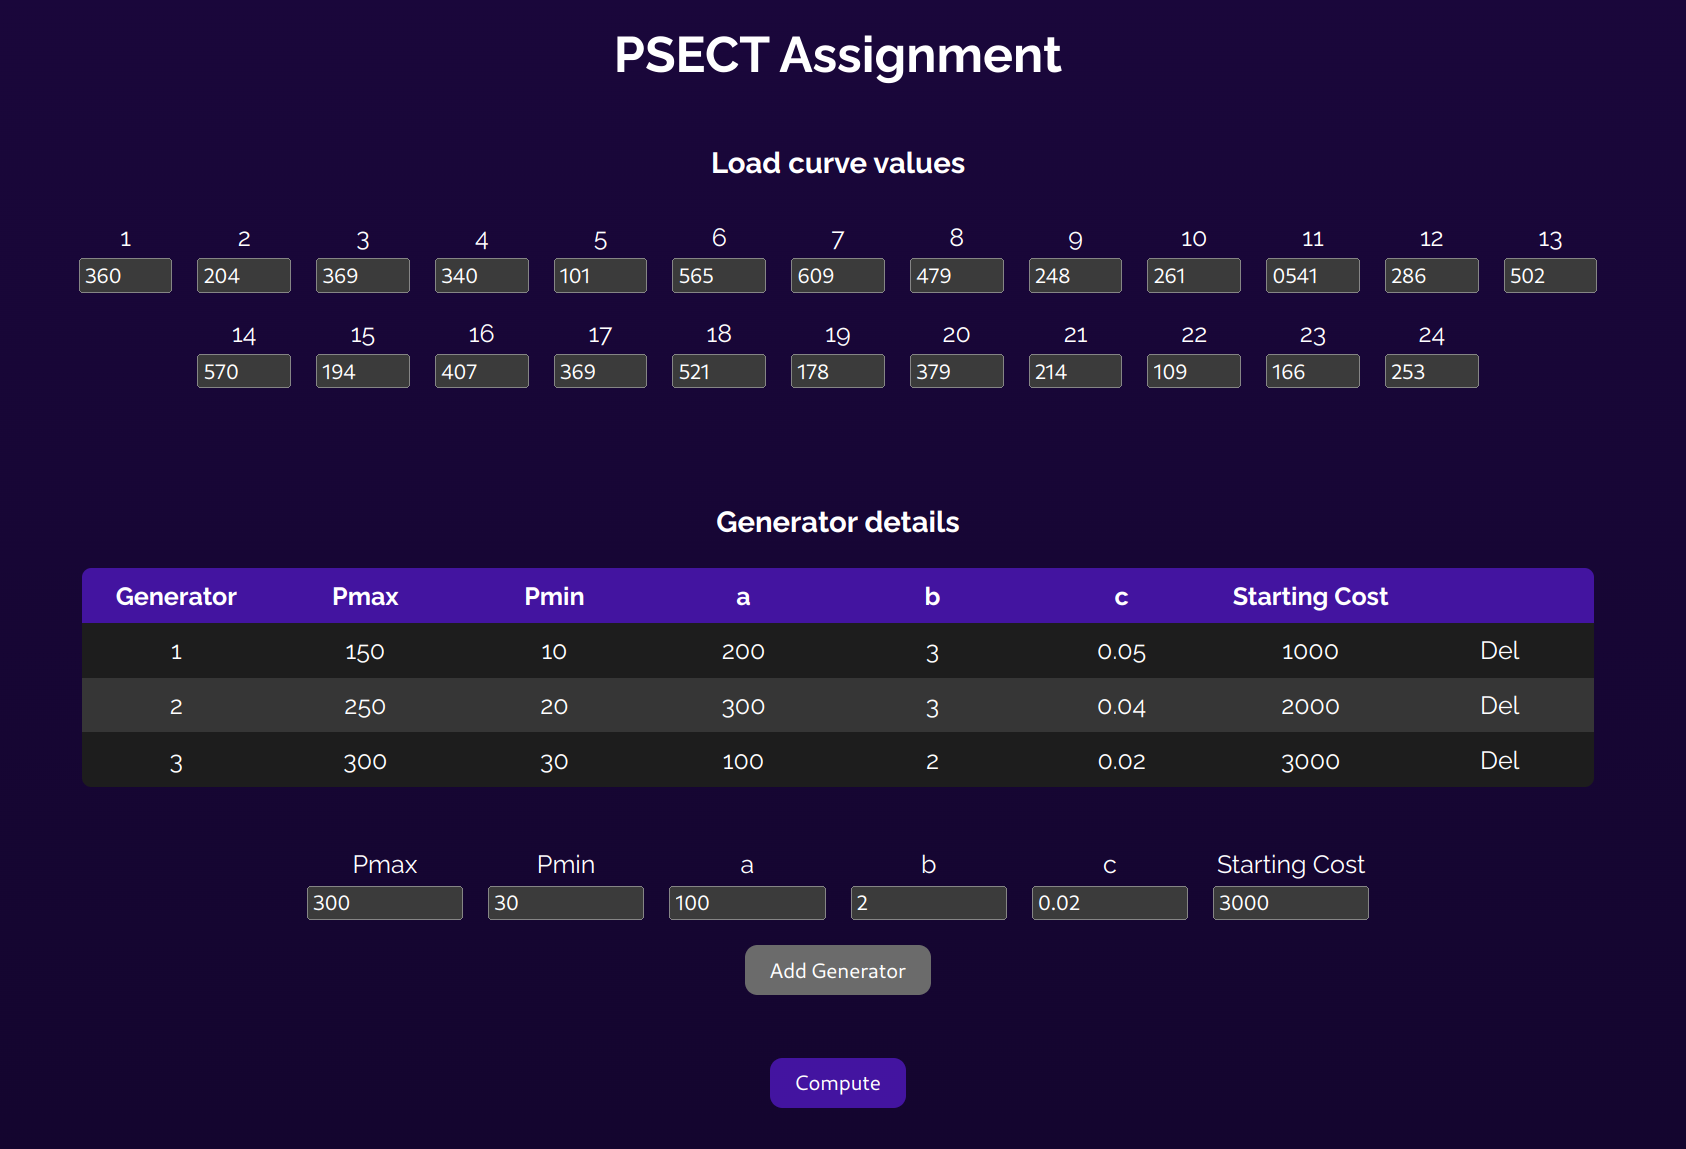 PSECT Assignment
Load curve values
1 2 3 4 5 6 7 8 9 10 11 12 13
360 204 369 340 101 565 609 479 248 261 0541 286 502
14 15 16 17 18 19 20 21 22 23 24
570 194 407 369 521 178 379 214 109 166 253
Generator details
Generator Pmax Pmin a b c Starting Cost
1 150 10 200 3 0.05 1000 Del
2 250 20 300 3 0.04 2000 Del
3 300 30 100 2 0.02 3000 Del
Pmax Pmin a b c Starting Cost
300 30 100 2 0.02 3000
Add Generator
Compute